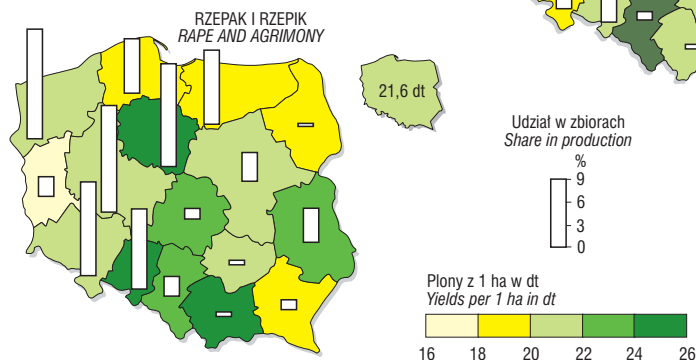 RZEPAK I RZEPIK
RAPE AND AGRIMONY
21,6 dt
Udział w zbiorach
Share in production
%
9
6
3
0
Plony z 1 ha w dt
Yields per 1 ha in dt
16 18 20 22 24 26